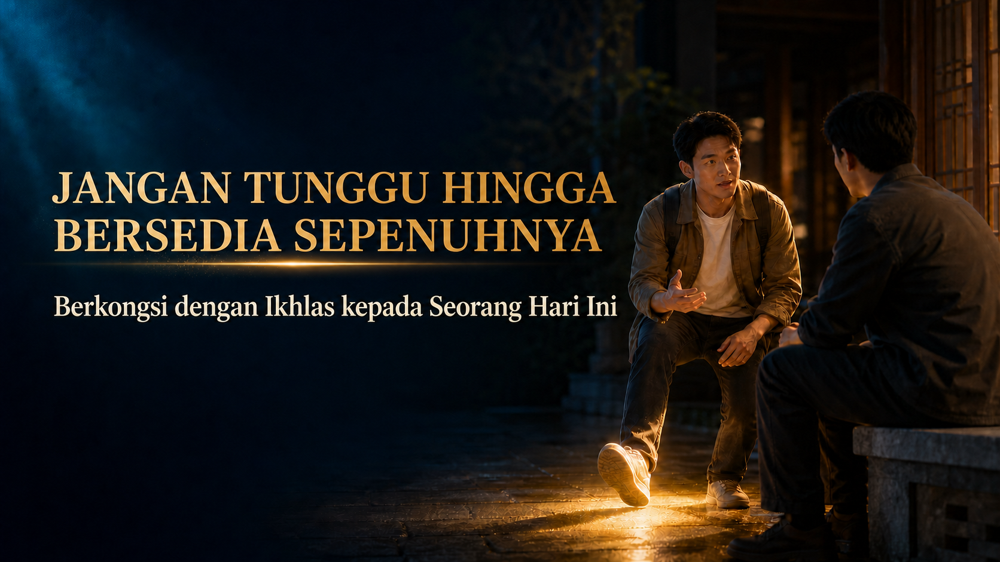 JANGAN TUNGGU HINGGA
BERSEDIA SEPENUHNYA
Berkongsi dengan Ikhlas kepada Seorang Hari Ini